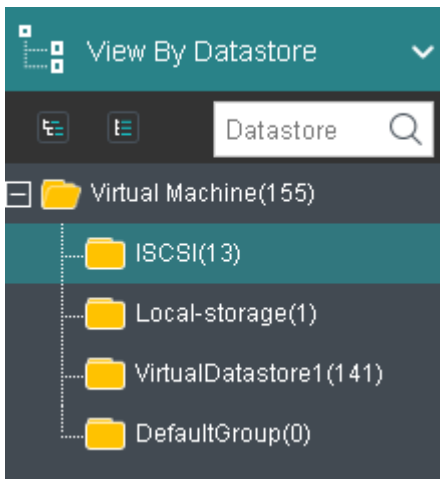 View By Datastore
Datastore
Virtual Machine(155)
ISCSI(13)
Local-storage(1)
VirtualDatastore1(141)
DefaultGroup(0)